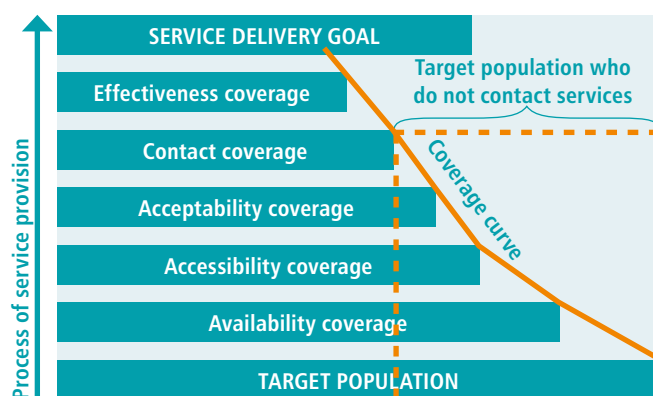 SERVICE DELIVERY GOAL
Target population who
do not contact services
Effectiveness coverage
Contact coverage
Coverage curve
Acceptability coverage
Accessibility coverage
Availability coverage
TARGET POPULATION
Process of service provision